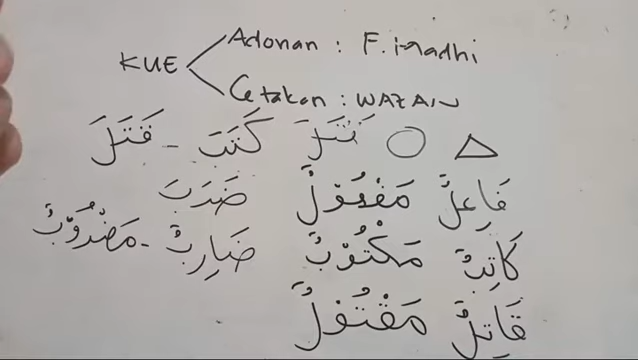 Adonan : F. Madhi
KUE
Cetakan : WAZAN
△ ○ كَتَبَ - قَتَلَ
فَاعِلٌ مَفْعُوْلٌ ضَرَبَ
كَاتِبٌ مَكْتُوْبٌ ضَارِبٌ - مَضْرُوْبٌ
قَاتِلٌ مَقْتُوْلٌ